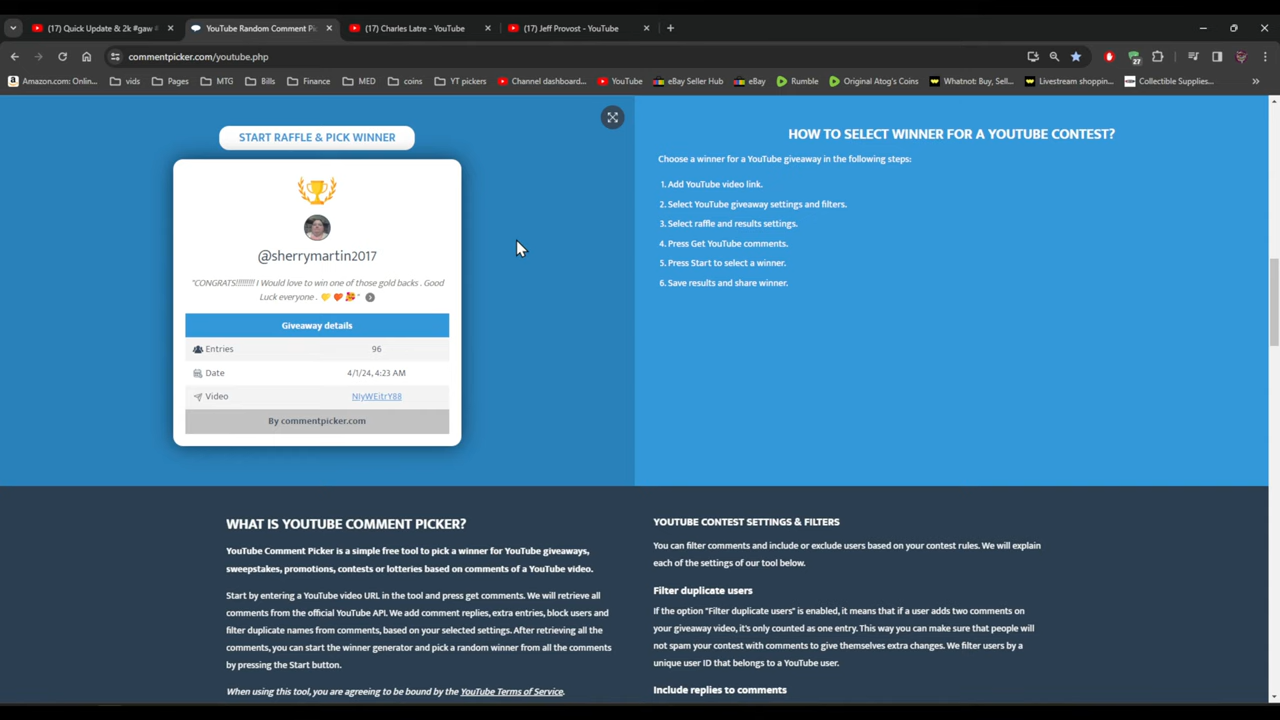 (17) Quick Update & 2k #gaw
YouTube Random Comment Pic
(17) Charles Latre - YouTube
(17) Jeff Provost - YouTube
commentpicker.com/youtube.php
27
Amazon.com: Onlin...
vids
Pages
MTG
Bills
Finance
MED
coins
YT pickers
Channel dashboard...
YouTube
eBay Seller Hub
eBay
Rumble
Original Atog's Coins
Whatnot: Buy, Sell...
Livestream shoppin...
Collectible Supplies...
START RAFFLE & PICK WINNER
@sherrymartin2017
"CONGRATS!!!!!!!!! I Would love to win one of those gold backs . Good
Luck everyone . 💛 ❤️ 🥰 "
Giveaway details
Entries 96
Date 4/1/24, 4:23 AM
Video NIyWEitrY88
By commentpicker.com
HOW TO SELECT WINNER FOR A YOUTUBE CONTEST?
Choose a winner for a YouTube giveaway in the following steps:
1. Add YouTube video link.
2. Select YouTube giveaway settings and filters.
3. Select raffle and results settings.
4. Press Get YouTube comments.
5. Press Start to select a winner.
6. Save results and share winner.
WHAT IS YOUTUBE COMMENT PICKER?
YouTube Comment Picker is a simple free tool to pick a winner for YouTube giveaways,
sweepstakes, promotions, contests or lotteries based on comments of a YouTube video.
Start by entering a YouTube video URL in the tool and press get comments. We will retrieve all
comments from the official YouTube API. We add comment replies, extra entries, block users and
filter duplicate names from comments, based on your selected settings. After retrieving all the
comments, you can start the winner generator and pick a random winner from all the comments
by pressing the Start button.
When using this tool, you are agreeing to be bound by the YouTube Terms of Service.
YOUTUBE CONTEST SETTINGS & FILTERS
You can filter comments and include or exclude users based on your contest rules. We will explain
each of the settings of our tool below.
Filter duplicate users
If the option "Filter duplicate users" is enabled, it means that if a user adds two comments on
your giveaway video, it's only counted as one entry. This way you can make sure that people will
not spam your contest with comments to give themselves extra changes. We filter users by a
unique user ID that belongs to a YouTube user.
Include replies to comments